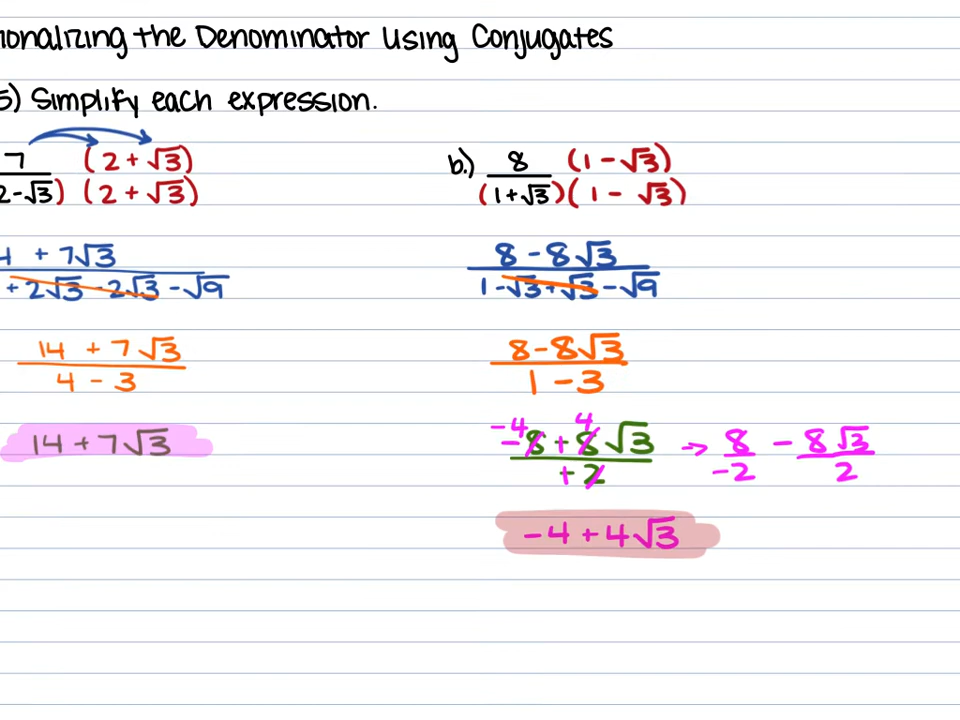 ionalizing the Denominator Using Conjugates
5) Simplify each expression.
7 (2 + √3)
2 - √3) (2 + √3)
4 + 7√3
+ 2√3 - 2√3 - √9
14 + 7√3
4 - 3
14 + 7√3
b.) 8 (1 - √3)
(1 + √3)(1 - √3)
8 - 8√3
1 - √3 + √3 - √9
8 - 8√3
1 - 3
-4 4
-8 + 8√3 → 8 - 8√3
+ 2 -2 2
-4 + 4√3